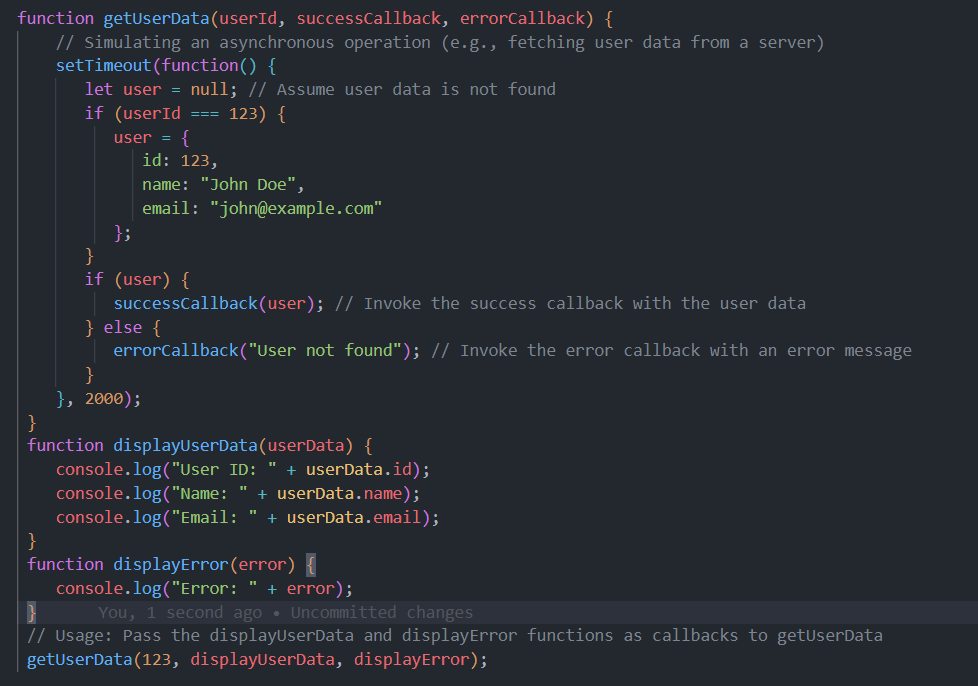 function getUserData(userId, successCallback, errorCallback) {
    // Simulating an asynchronous operation (e.g., fetching user data from a server)
    setTimeout(function() {
       let user = null; // Assume user data is not found
       if (userId === 123) {
          user = {
             id: 123,
             name: "John Doe",
             email: "john@example.com"
          };
       }
       if (user) {
          successCallback(user); // Invoke the success callback with the user data
       } else {
          errorCallback("User not found"); // Invoke the error callback with an error message
       }
    }, 2000);
 }
 function displayUserData(userData) {
    console.log("User ID: " + userData.id);
    console.log("Name: " + userData.name);
    console.log("Email: " + userData.email);
 }
 function displayError(error) {
    console.log("Error: " + error);
 }      You, 1 second ago • Uncommitted changes
 // Usage: Pass the displayUserData and displayError functions as callbacks to getUserData
 getUserData(123, displayUserData, displayError);